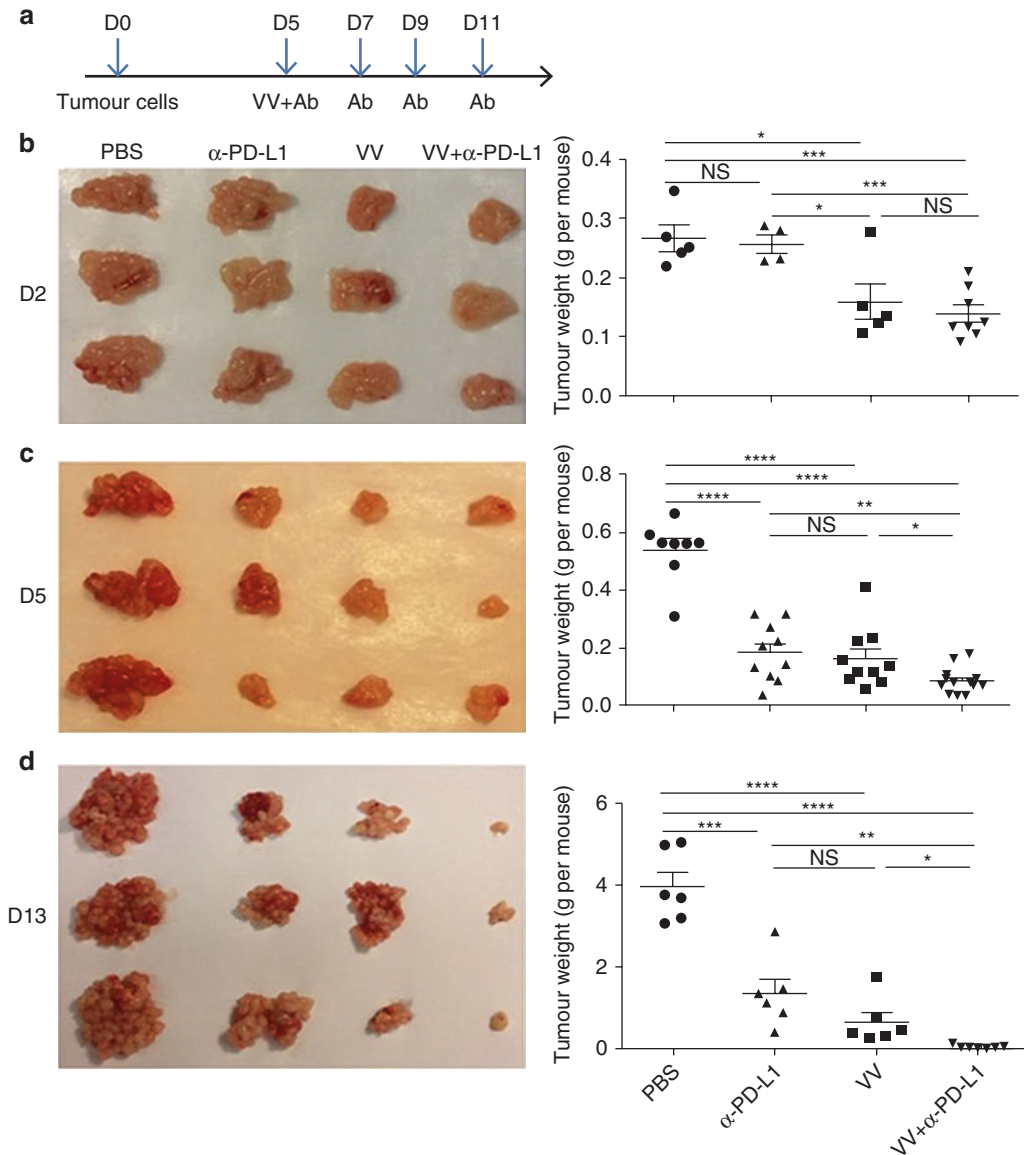 a
D0 D5 D7 D9 D11
Tumour cells VV+Ab Ab Ab Ab
b
PBS α-PD-L1 VV VV+α-PD-L1
D2
Tumour weight (g per mouse)
0.4
0.3
0.2
0.1
0.0
*
***
NS
***
*
NS
c
D5
Tumour weight (g per mouse)
0.8
0.6
0.4
0.2
0.0
****
****
****
**
NS
*
d
D13
Tumour weight (g per mouse)
6
4
2
0
****
****
***
**
NS
*
PBS
α-PD-L1
VV
VV+α-PD-L1